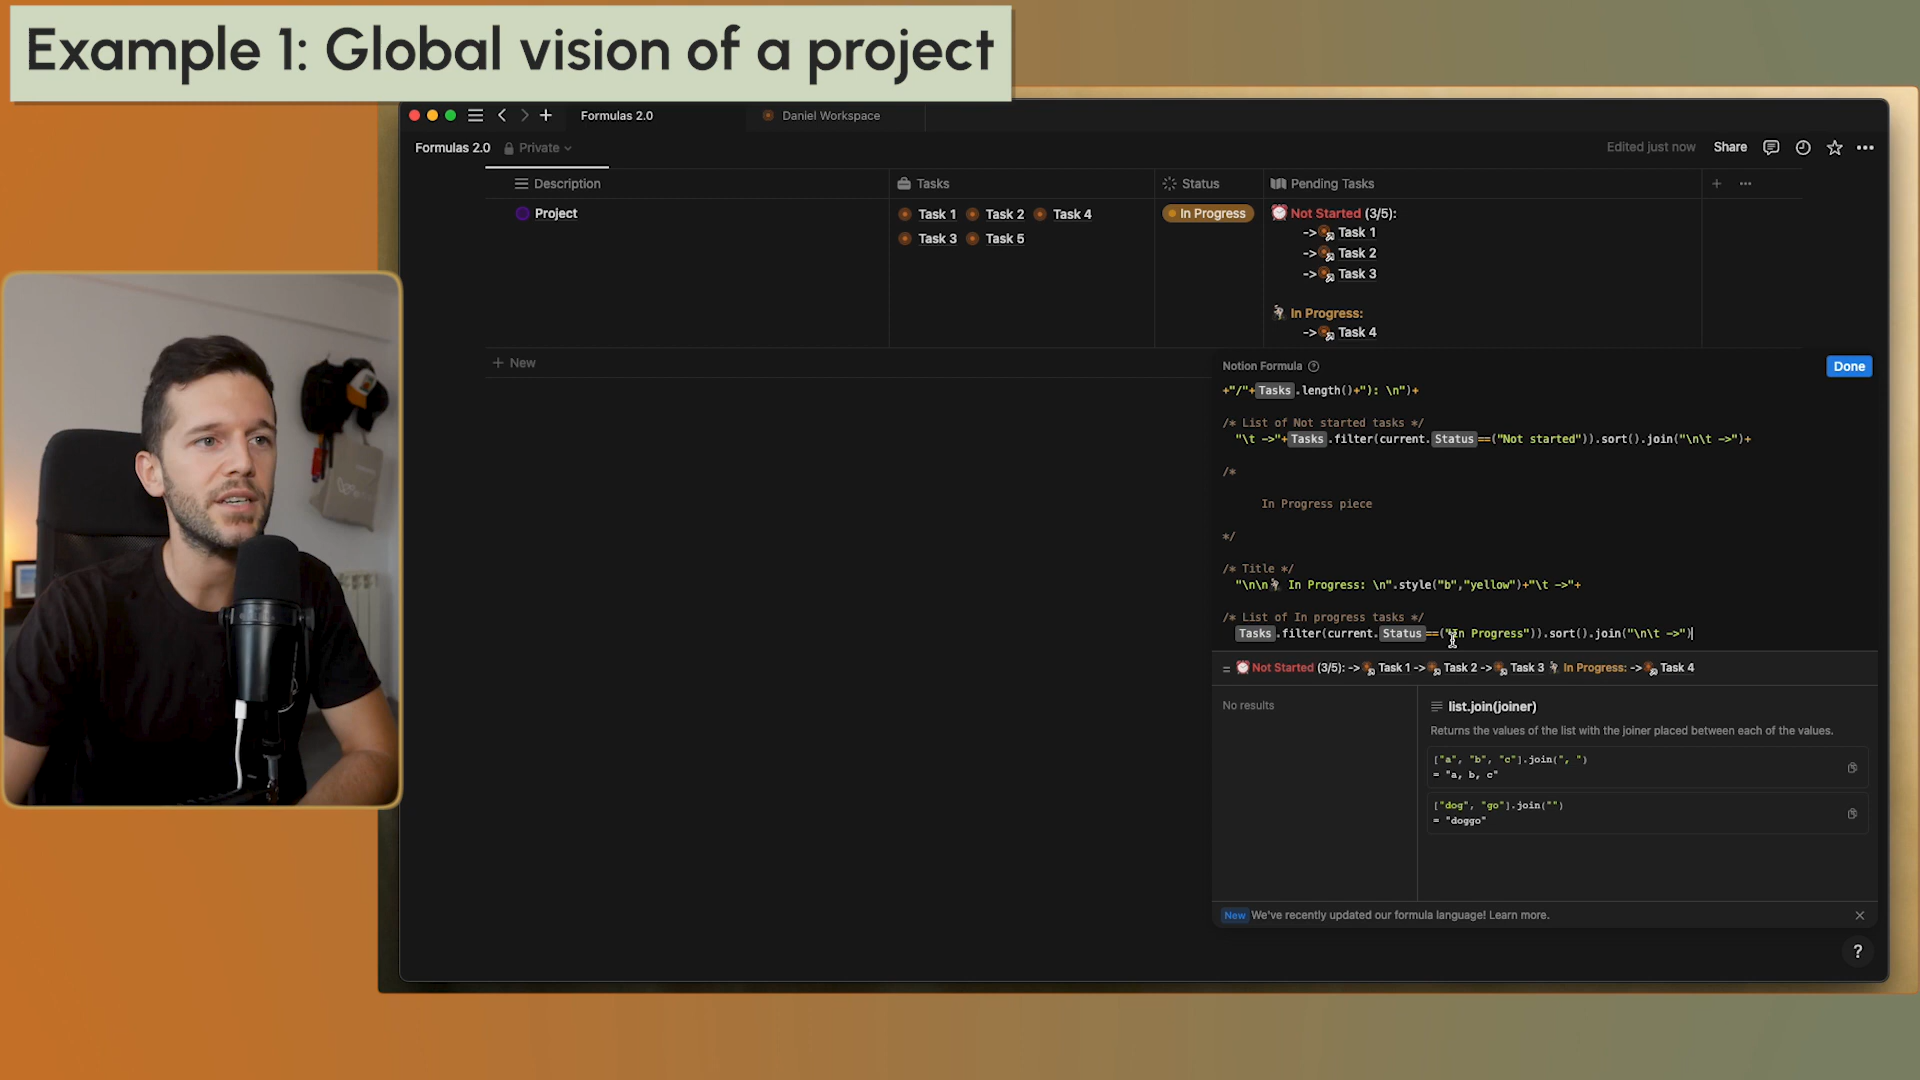 Example 1: Global vision of a project
Formulas 2.0
Daniel Workspace
Formulas 2.0 Private
Edited just now Share
Description Tasks Status Pending Tasks
Project
Task 1 Task 2 Task 4
Task 3 Task 5
In Progress
⏰ Not Started (3/5):
-> Task 1
-> Task 2
-> Task 3
In Progress:
-> Task 4
+ New
Notion Formula
Done
+"/"+Tasks.length()+"): \n")+
/* List of Not started tasks */
"\t ->"+Tasks.filter(current.Status==("Not started")).sort().join("\n\t ->")+
/*
In Progress piece
*/
/* Title */
"\n\n In Progress: \n".style("b","yellow")+"\t ->"+
/* List of In progress tasks */
Tasks.filter(current.Status==("In Progress")).sort().join("\n\t ->")
= ⏰ Not Started (3/5): -> Task 1 -> Task 2 -> Task 3 In Progress: -> Task 4
No results
list.join(joiner)
Returns the values of the list with the joiner placed between each of the values.
["a", "b", "c"].join(", ")
= "a, b, c"
["dog", "go"].join("")
= "doggo"
New We've recently updated our formula language! Learn more.
?